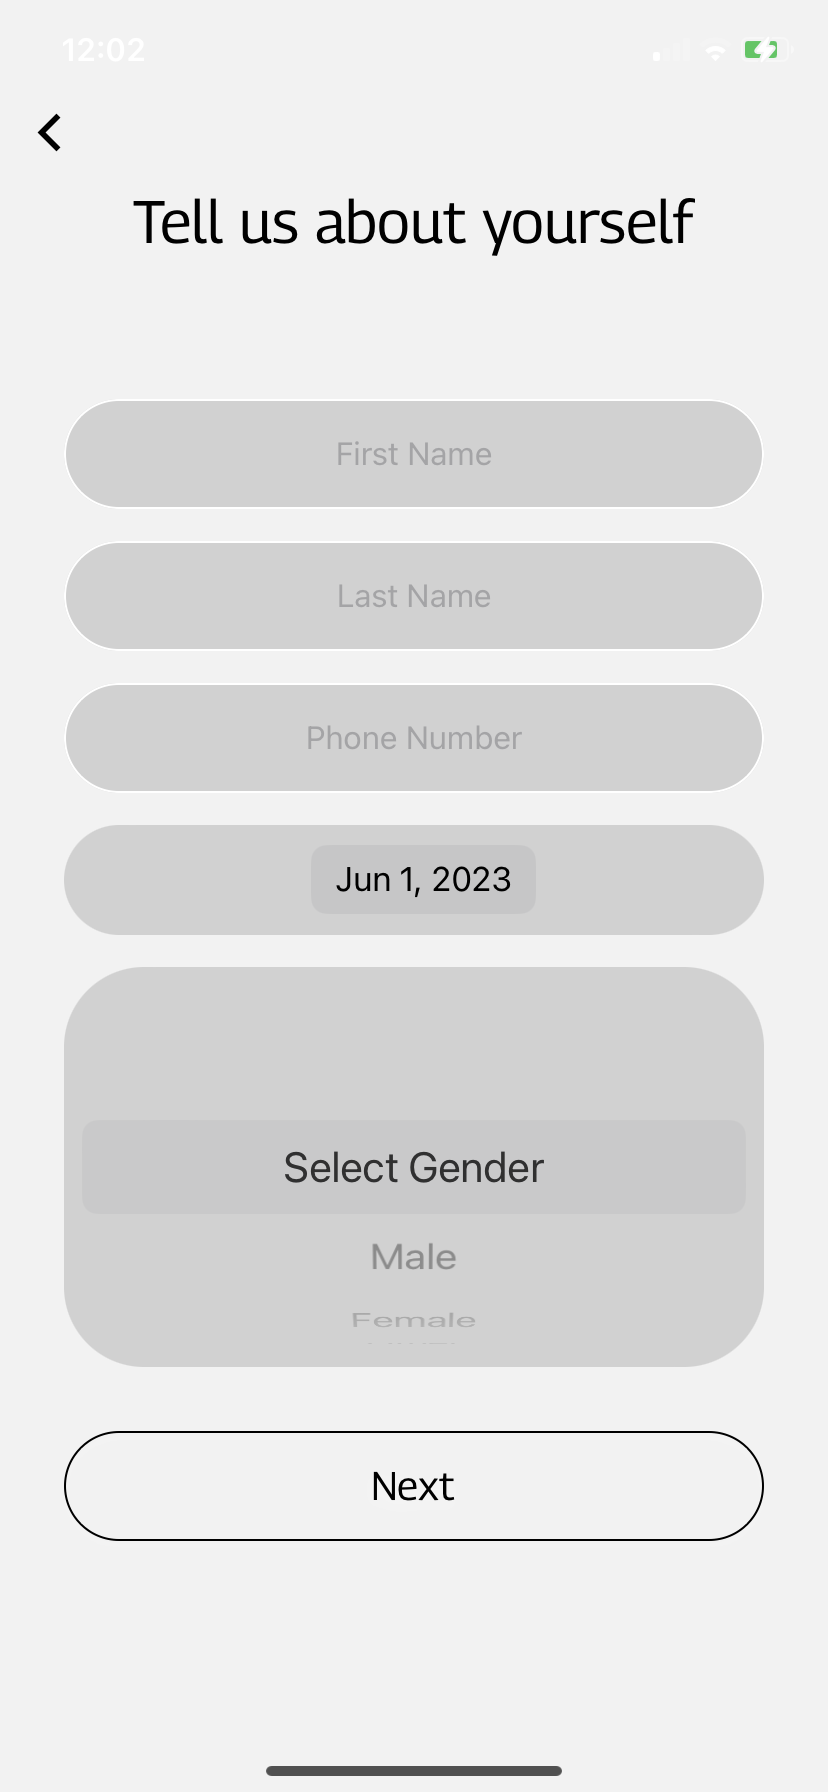 12:02
Tell us about yourself
First Name
Last Name
Phone Number
Jun 1, 2023
Select Gender
Male
Female
Next